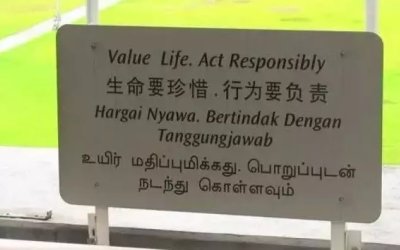 Value Life. Act Responsibly
生命要珍惜．行为要负责
Hargai Nyawa. Bertindak Dengan
Tanggungjawab
உயிர் மதிப்புமிக்கது. பொறுப்புடன்
நடந்து கொள்ளவும்